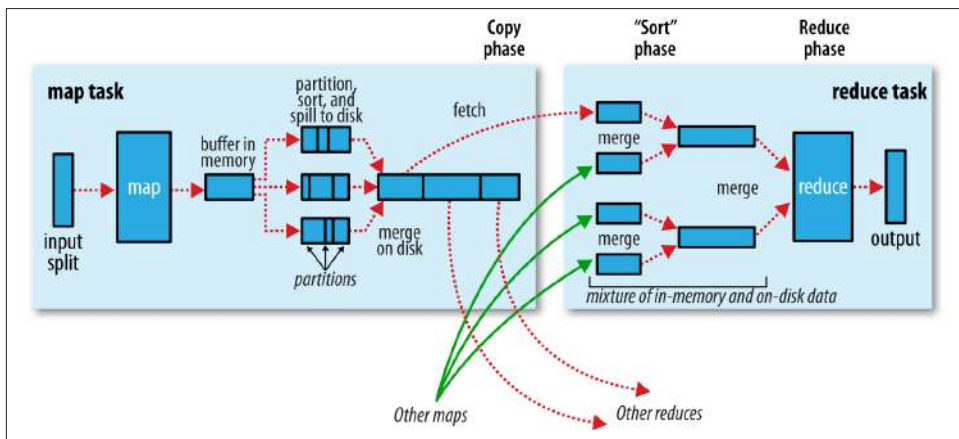 Copy
phase
“Sort”
phase
Reduce
phase
map task
partition,
sort, and
spill to disk
fetch
reduce task
buffer in
memory
merge
map
merge
reduce
input
split
merge
on disk
merge
output
partitions
mixture of in-memory and on-disk data
Other maps
Other reduces